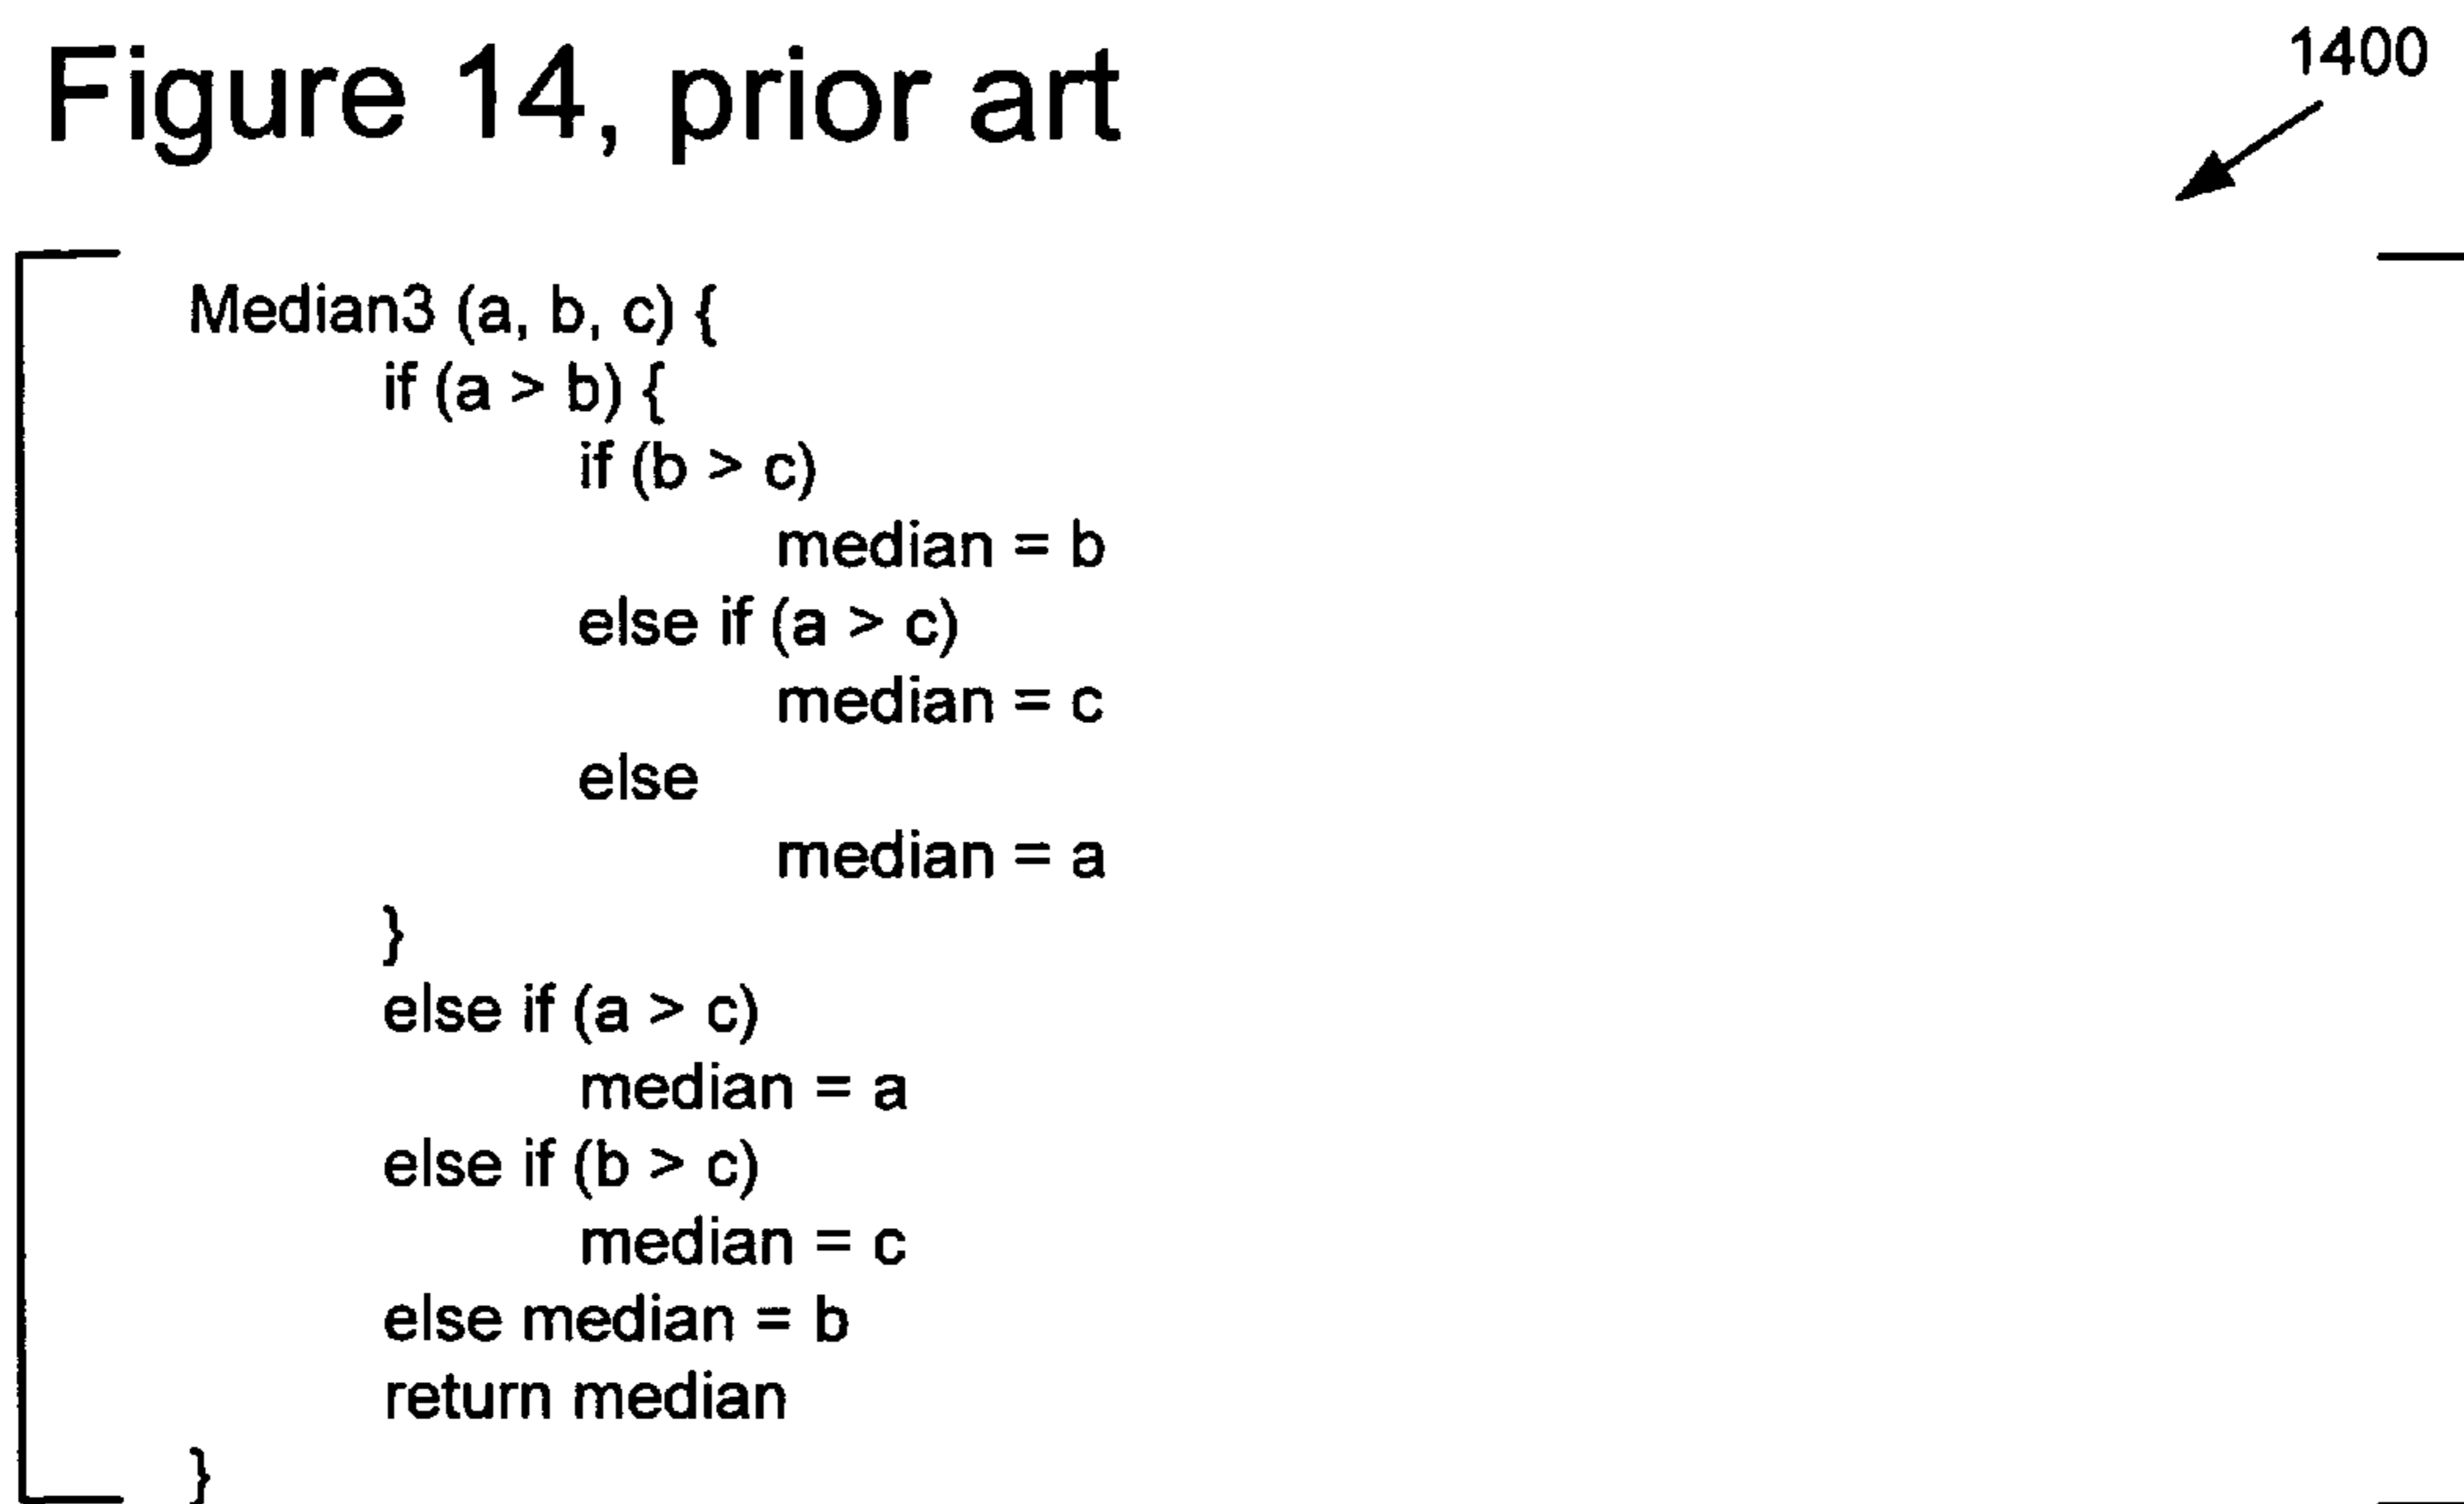 Figure 14, prior art
1400
Median3 (a, b, c) {
if (a > b) {
if (b > c)
median = b
else if (a > c)
median = c
else
median = a
}
else if (a > c)
median = a
else if (b > c)
median = c
else median = b
return median
}